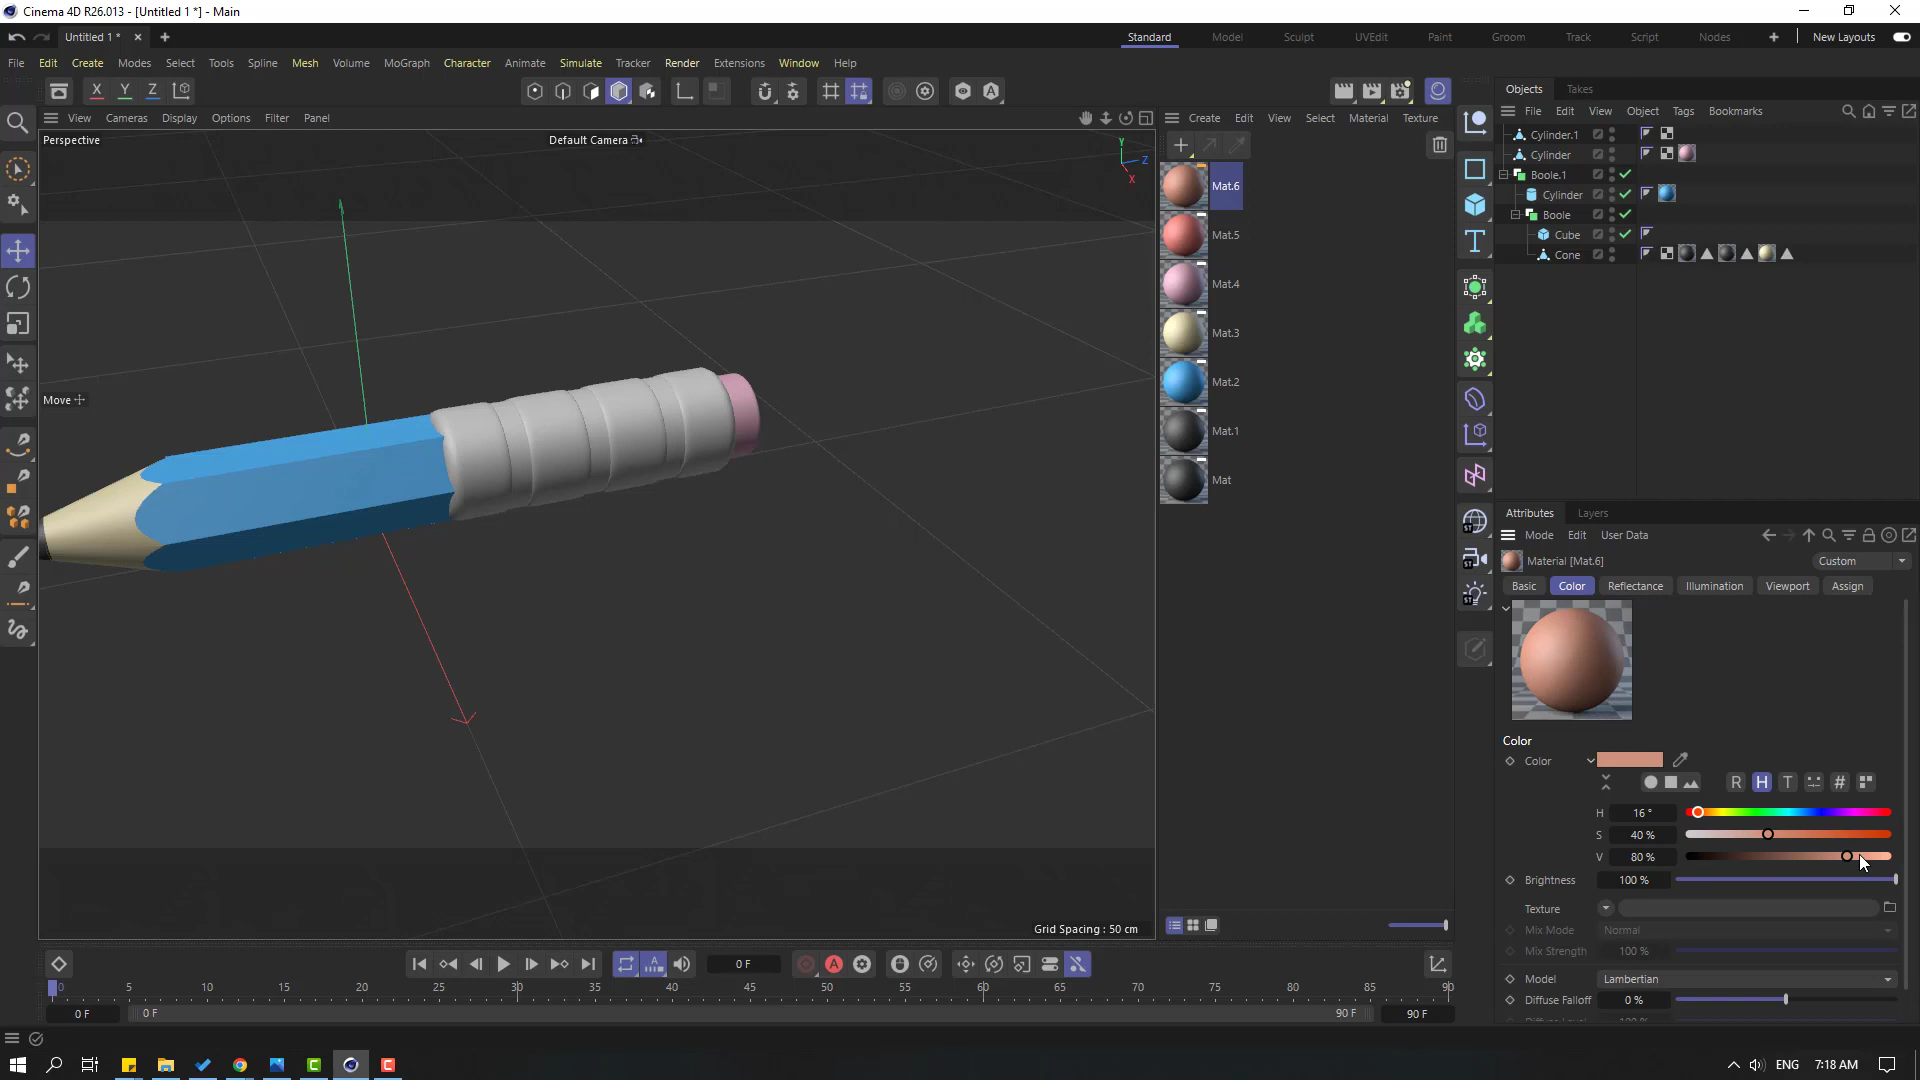 Cinema 4D R26.013 - [Untitled 1 *] - Main
Untitled 1 *
Standard Model Sculpt UVEdit Paint Groom Track Script Nodes New Layouts
File Edit Create Modes Select Tools Spline Mesh Volume MoGraph Character Animate Simulate Tracker Render Extensions Window Help
X Y Z
View Cameras Display Options Filter Panel
Create Edit View Select Material Texture
Objects Takes
File Edit View Object Tags Bookmarks
Perspective
Default Camera
Y
Z
X
Move
Mat.6
Mat.5
Mat.4
Mat.3
Mat.2
Mat.1
Mat
Cylinder.1
Cylinder
Boole.1
Cylinder
Boole
Cube
Cone
Attributes Layers
Mode Edit User Data
Material [Mat.6]
Custom
Basic Color Reflectance Illumination Viewport Assign
Color
Color
R H T #
H 16 °
S 40 %
V 80 %
Brightness 100 %
Texture
Mix Mode Normal
Mix Strength 100 %
Model Lambertian
Diffuse Falloff 0 %
Grid Spacing : 50 cm
0 F
0 5 10 15 20 25 30 35 40 45 50 55 60 65 70 75 80 85 90
0 F 0 F 90 F 90 F
ENG 7:18 AM